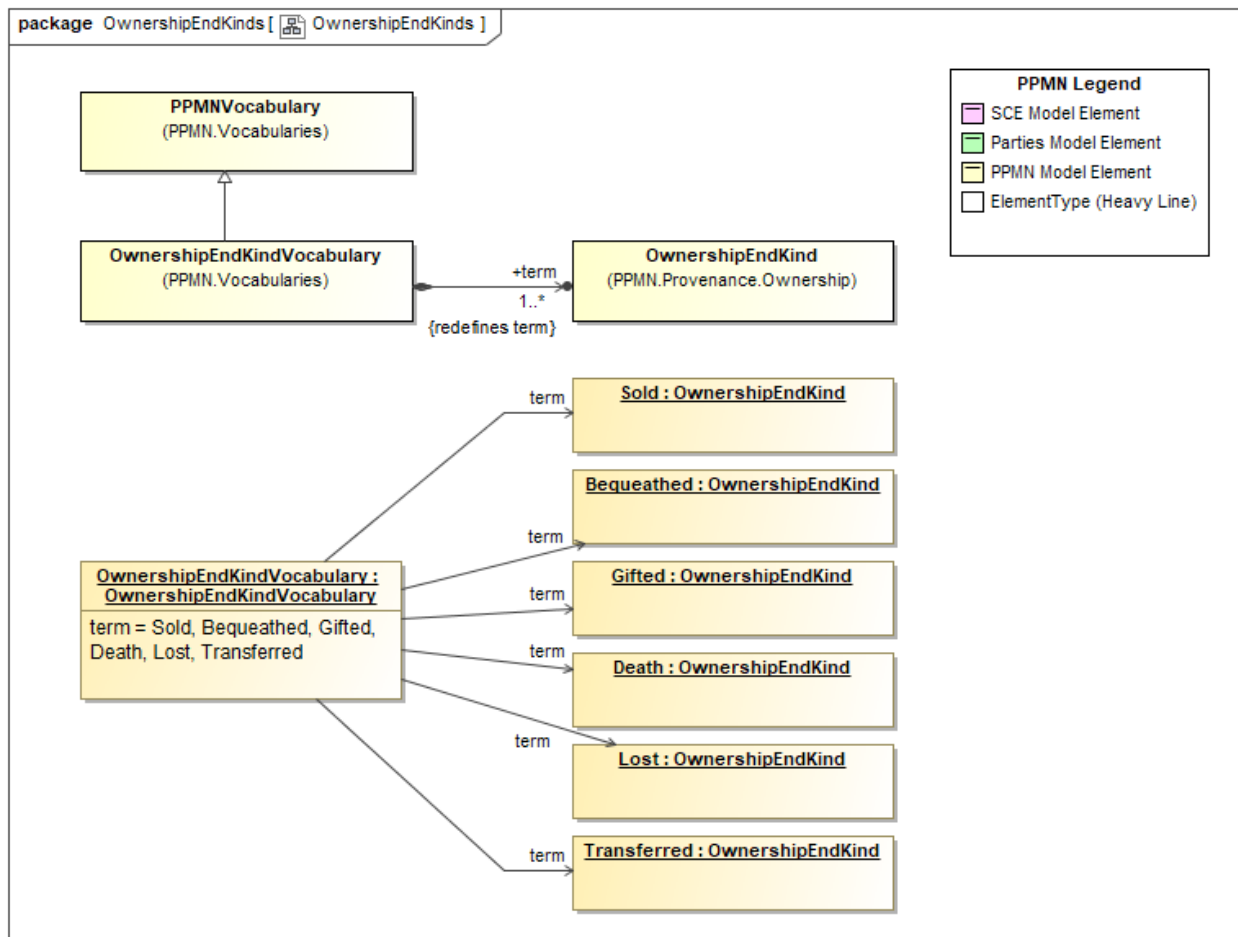 package OwnershipEndKinds [ OwnershipEndKinds ]
PPMNVocabulary
(PPMN.Vocabularies)
PPMN Legend
SCE Model Element
Parties Model Element
PPMN Model Element
ElementType (Heavy Line)
OwnershipEndKindVocabulary
(PPMN.Vocabularies)
+term
1..*
{redefines term}
OwnershipEndKind
(PPMN.Provenance.Ownership)
term
Sold : OwnershipEndKind
term
Bequeathed : OwnershipEndKind
OwnershipEndKindVocabulary :
OwnershipEndKindVocabulary
term = Sold, Bequeathed, Gifted,
Death, Lost, Transferred
term
Gifted : OwnershipEndKind
term
Death : OwnershipEndKind
term
Lost : OwnershipEndKind
term
Transferred : OwnershipEndKind